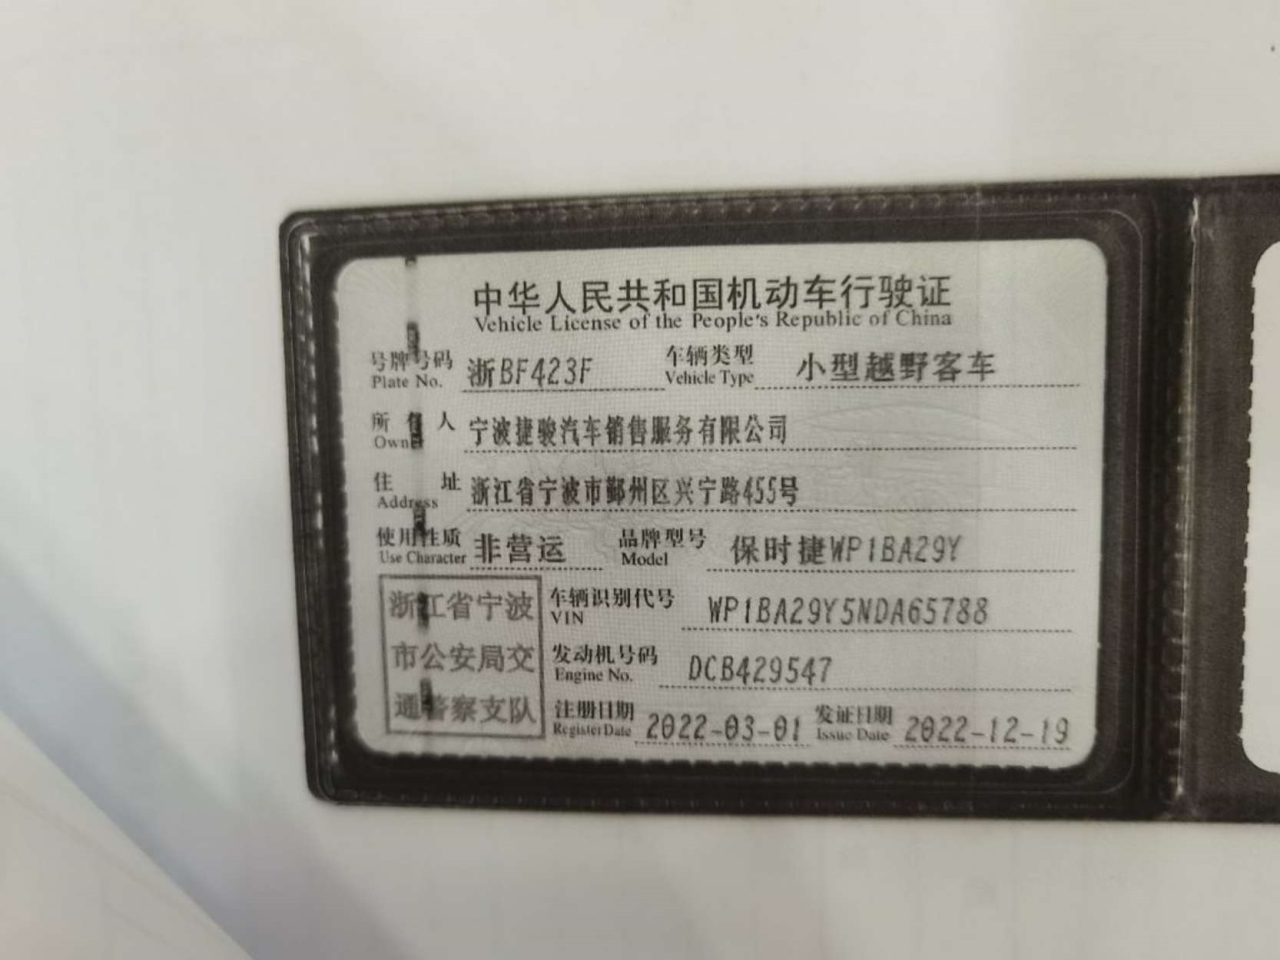 中华人民共和国机动车行驶证
Vehicle License of the People's Republic of China
号牌号码 浙BF423F 车辆类型 小型越野客车
Plate No. Vehicle Type
所有人 宁波捷骏汽车销售服务有限公司
Owner
住址 浙江省宁波市鄞州区兴宁路455号
Address
使用性质 非营运 品牌型号 保时捷WP1BA29Y
Use Character Model
浙江省宁波 车辆识别代号 WP1BA29Y5NDA65788
VIN
市公安局交 发动机号码 DCB429547
Engine No.
通警察支队 注册日期 2022-03-01 发证日期 2022-12-19
Register Date Issue Date